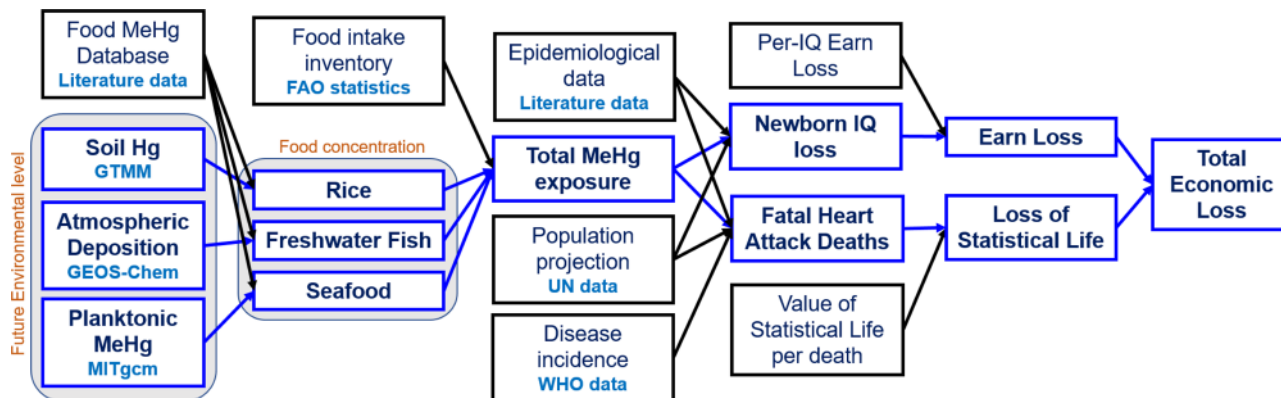 Food MeHg
Database
Literature data
Food intake
inventory
FAO statistics
Epidemiological
data
Literature data
Per-IQ Earn
Loss
Future Environmental level
Soil Hg
GTMM
Atmospheric
Deposition
GEOS-Chem
Planktonic
MeHg
MITgcm
Food concentration
Rice
Freshwater Fish
Seafood
Total MeHg
exposure
Population
projection
UN data
Disease
incidence
WHO data
Newborn IQ
loss
Fatal Heart
Attack Deaths
Value of
Statistical Life
per death
Earn Loss
Loss of
Statistical Life
Total
Economic
Loss